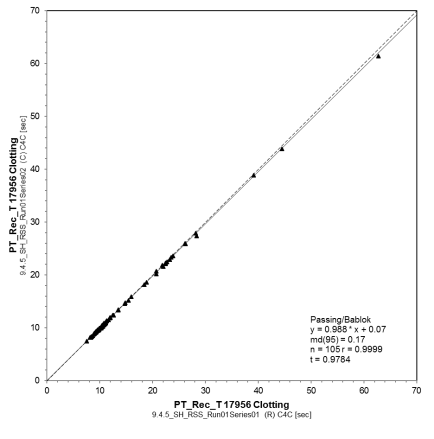 70
60
50
40
30
20
10
0
PT_Rec_T 17956 Clotting
9.4.5_SH_RSS_Run01Series02 (C) C4C [sec]
Passing/Bablok
y = 0.988 * x + 0.07
md(95) = 0.17
n = 105 r = 0.9999
t = 0.9784
0 10 20 30 40 50 60 70
PT_Rec_T 17956 Clotting
9.4.5_SH_RSS_Run01Series01 (R) C4C [sec]